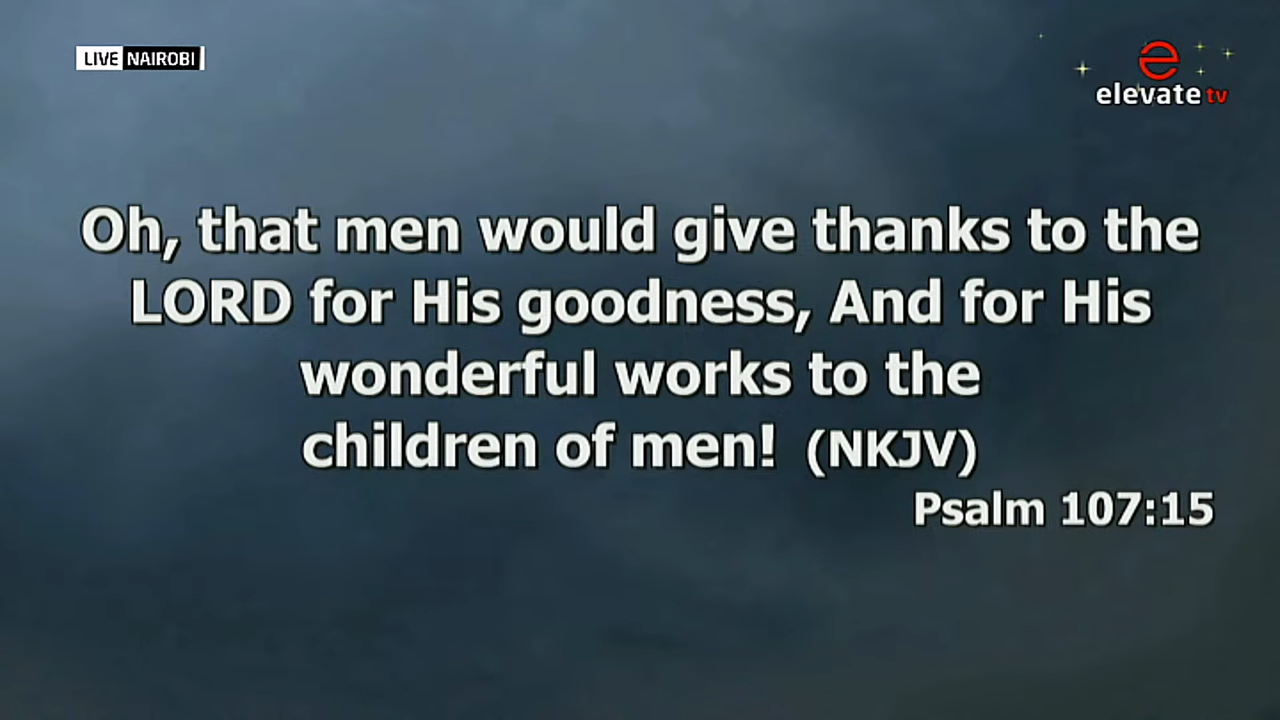 LIVE NAIROBI
e
elevate tv
Oh, that men would give thanks to the
LORD for His goodness, And for His
wonderful works to the
children of men! (NKJV)
Psalm 107:15